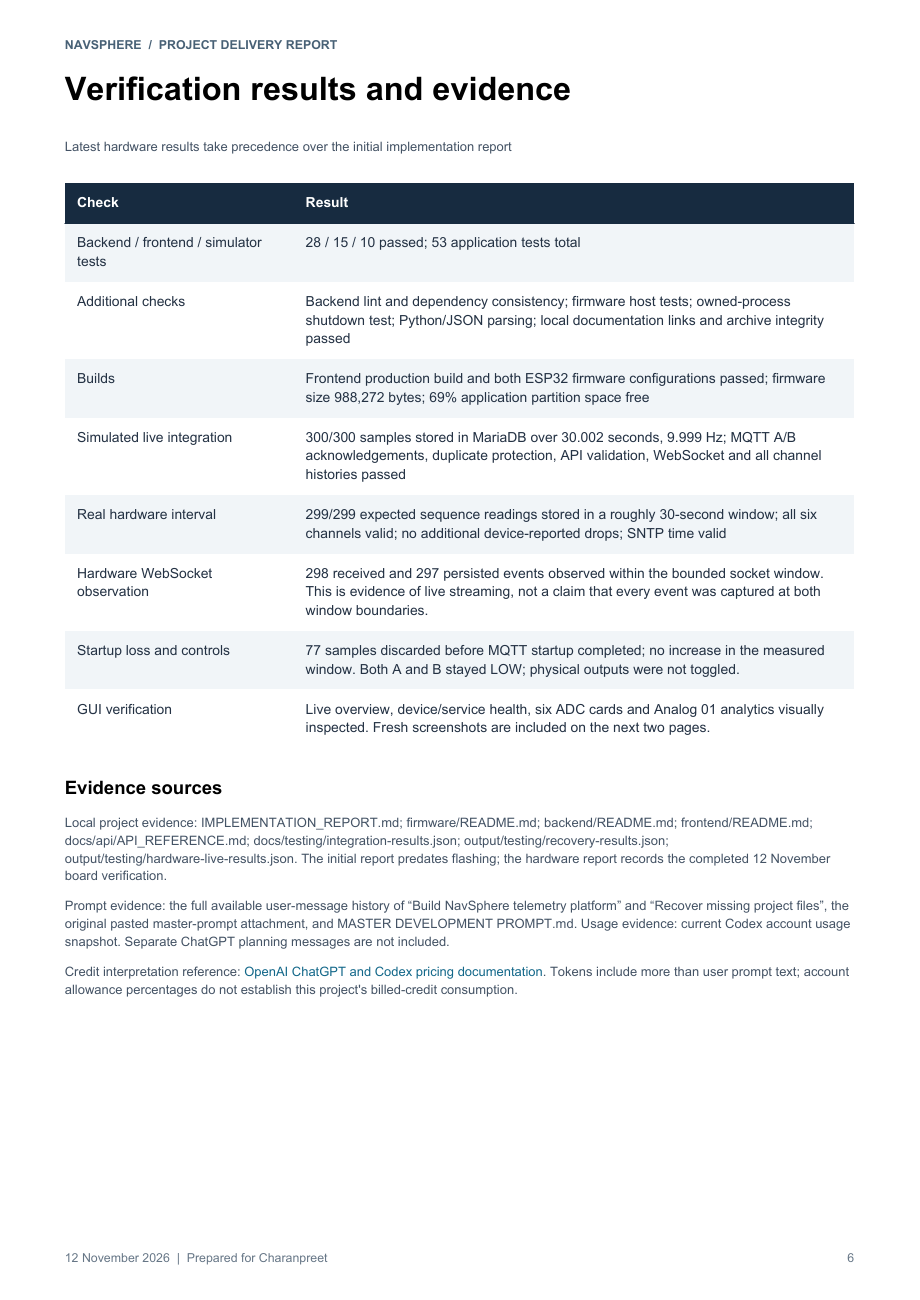 NAVSPHERE / PROJECT DELIVERY REPORT
Verification results and evidence
Latest hardware results take precedence over the initial implementation report
Check Result
Backend / frontend / simulator 28 / 15 / 10 passed; 53 application tests total
tests
Additional checks Backend lint and dependency consistency; firmware host tests; owned-process
shutdown test; Python/JSON parsing; local documentation links and archive integrity
passed
Builds Frontend production build and both ESP32 firmware configurations passed; firmware
size 988,272 bytes; 69% application partition space free
Simulated live integration 300/300 samples stored in MariaDB over 30.002 seconds, 9.999 Hz; MQTT A/B
acknowledgements, duplicate protection, API validation, WebSocket and all channel
histories passed
Real hardware interval 299/299 expected sequence readings stored in a roughly 30-second window; all six
channels valid; no additional device-reported drops; SNTP time valid
Hardware WebSocket 298 received and 297 persisted events observed within the bounded socket window.
observation This is evidence of live streaming, not a claim that every event was captured at both
window boundaries.
Startup loss and controls 77 samples discarded before MQTT startup completed; no increase in the measured
window. Both A and B stayed LOW; physical outputs were not toggled.
GUI verification Live overview, device/service health, six ADC cards and Analog 01 analytics visually
inspected. Fresh screenshots are included on the next two pages.
Evidence sources
Local project evidence: IMPLEMENTATION_REPORT.md; firmware/README.md; backend/README.md; frontend/README.md;
docs/api/API_REFERENCE.md; docs/testing/integration-results.json; output/testing/recovery-results.json;
output/testing/hardware-live-results.json. The initial report predates flashing; the hardware report records the completed 12 November
board verification.
Prompt evidence: the full available user-message history of “Build NavSphere telemetry platform” and “Recover missing project files”, the
original pasted master-prompt attachment, and MASTER DEVELOPMENT PROMPT.md. Usage evidence: current Codex account usage
snapshot. Separate ChatGPT planning messages are not included.
Credit interpretation reference: OpenAI ChatGPT and Codex pricing documentation. Tokens include more than user prompt text; account
allowance percentages do not establish this project's billed-credit consumption.
12 November 2026 | Prepared for Charanpreet 6